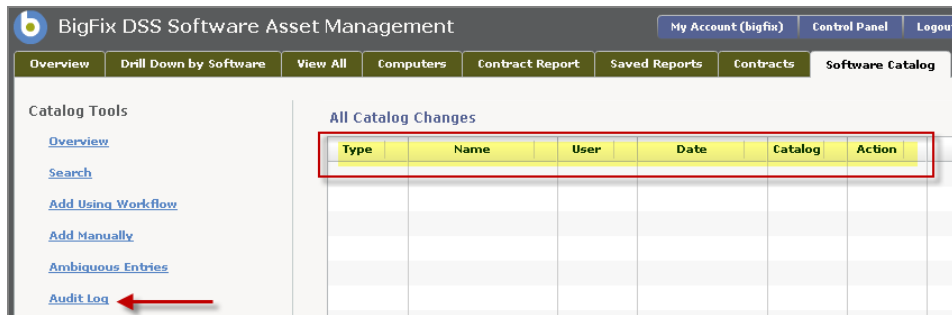 BigFix DSS Software Asset Management
My Account (bigfix) Control Panel Logou
Overview Drill Down by Software View All Computers Contract Report Saved Reports Contracts Software Catalog
Catalog Tools
Overview
Search
Add Using Workflow
Add Manually
Ambiguous Entries
Audit Log
All Catalog Changes
Type Name User Date Catalog Action